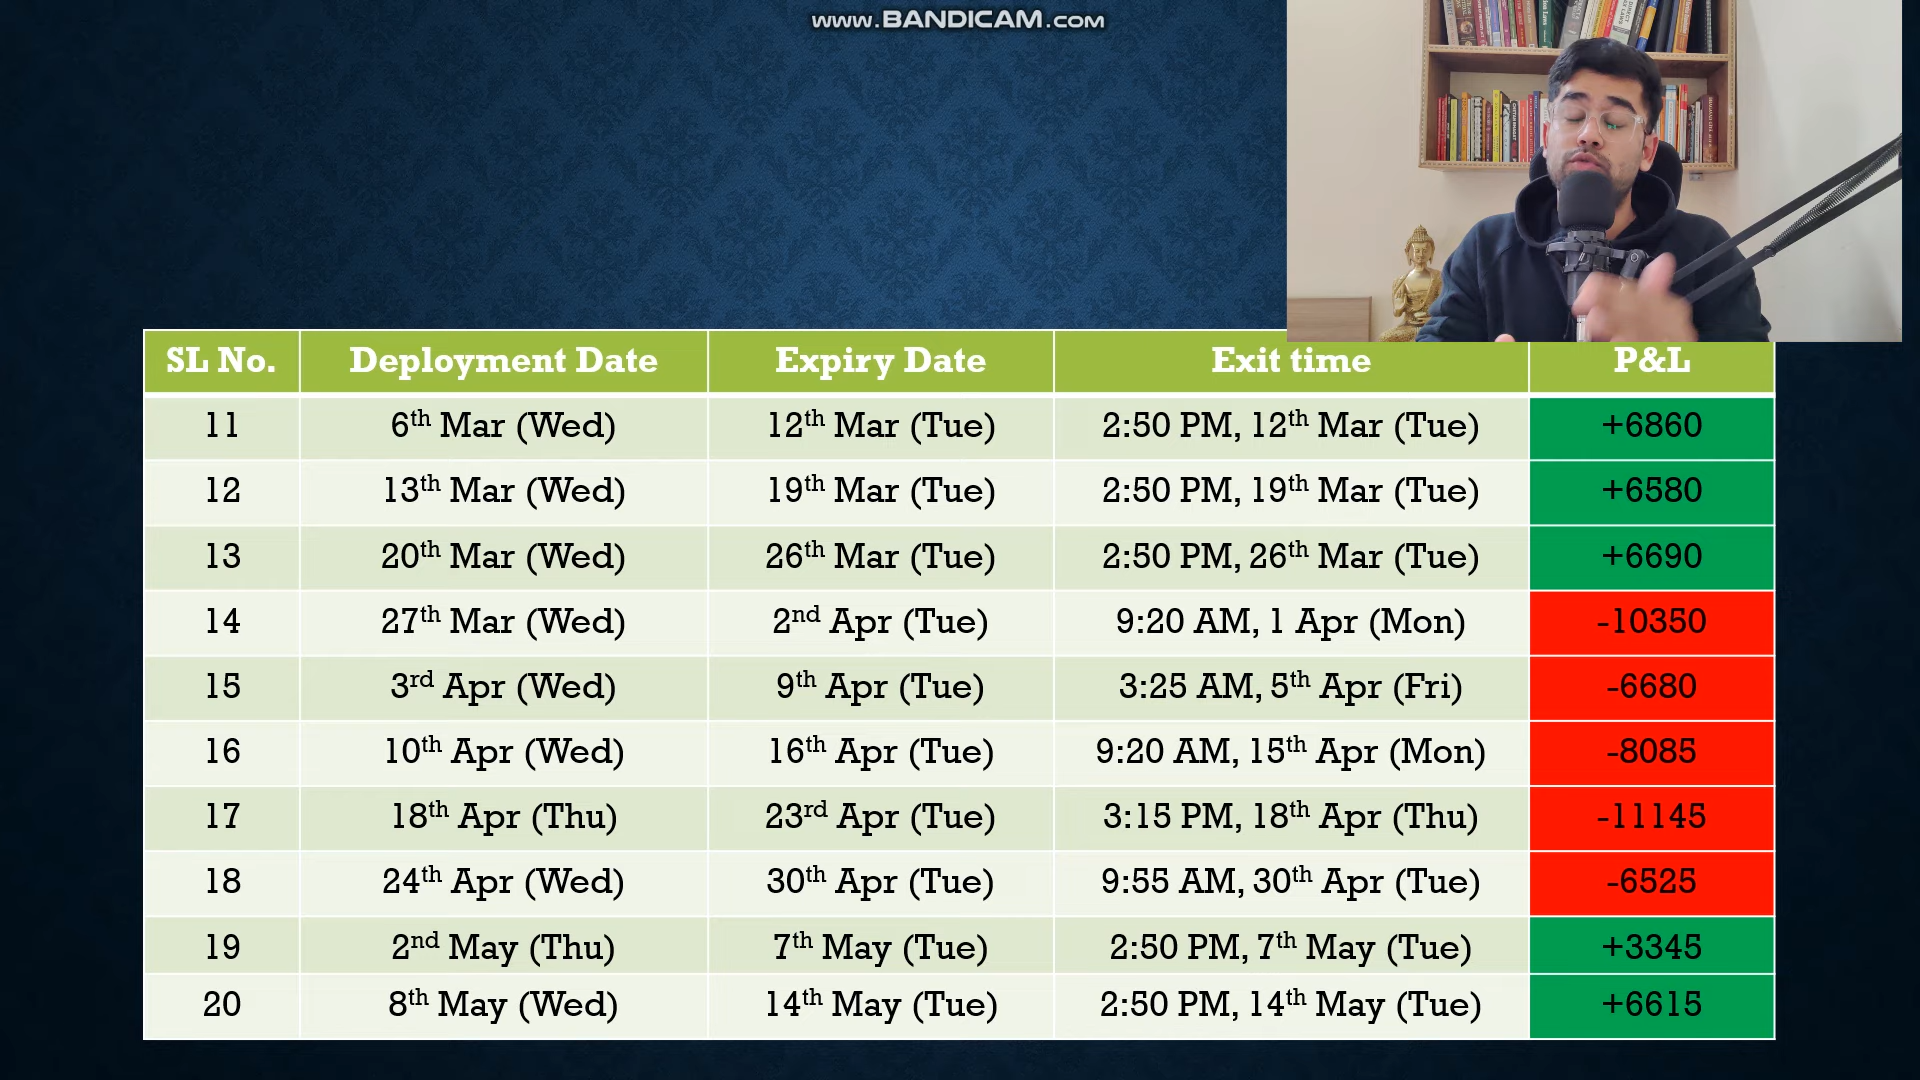 www.BANDICAM.com
SL No. Deployment Date Expiry Date Exit time P&L
11 6th Mar (Wed) 12th Mar (Tue) 2:50 PM, 12th Mar (Tue) +6860
12 13th Mar (Wed) 19th Mar (Tue) 2:50 PM, 19th Mar (Tue) +6580
13 20th Mar (Wed) 26th Mar (Tue) 2:50 PM, 26th Mar (Tue) +6690
14 27th Mar (Wed) 2nd Apr (Tue) 9:20 AM, 1 Apr (Mon) -10350
15 3rd Apr (Wed) 9th Apr (Tue) 3:25 AM, 5th Apr (Fri) -6680
16 10th Apr (Wed) 16th Apr (Tue) 9:20 AM, 15th Apr (Mon) -8085
17 18th Apr (Thu) 23rd Apr (Tue) 3:15 PM, 18th Apr (Thu) -11145
18 24th Apr (Wed) 30th Apr (Tue) 9:55 AM, 30th Apr (Tue) -6525
19 2nd May (Thu) 7th May (Tue) 2:50 PM, 7th May (Tue) +3345
20 8th May (Wed) 14th May (Tue) 2:50 PM, 14th May (Tue) +6615